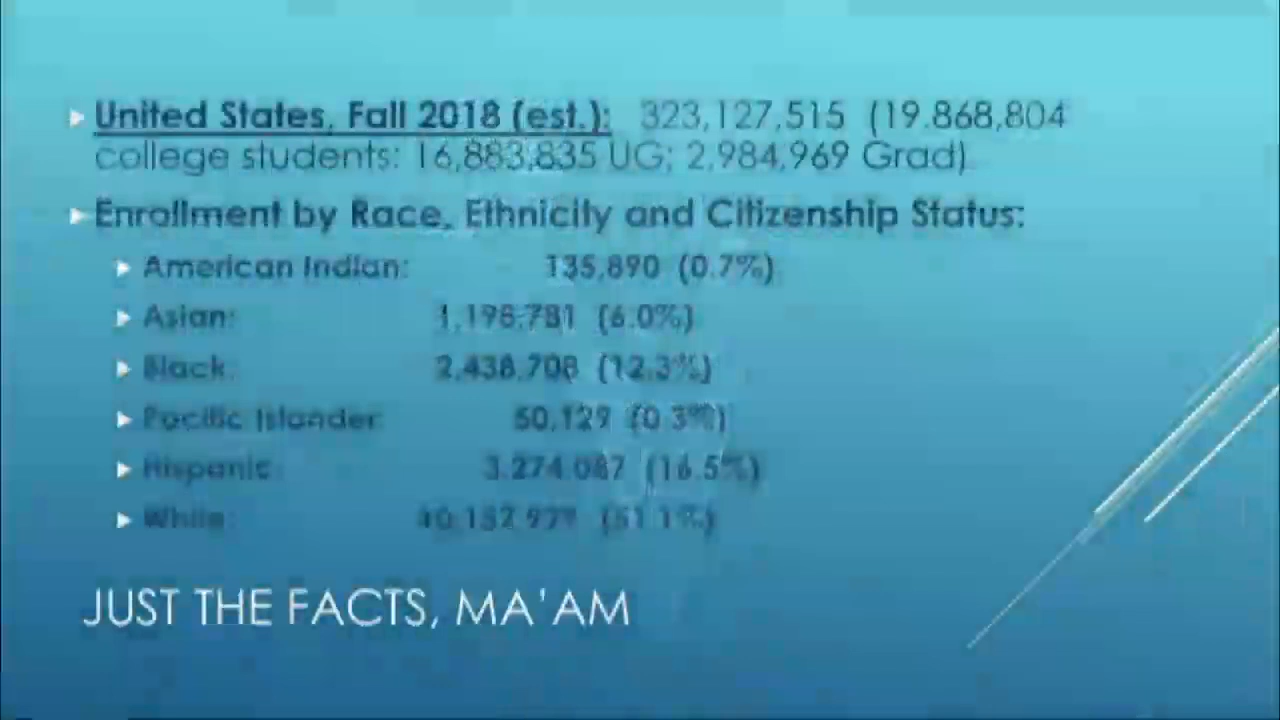 United States, Fall 2018 (est.): 323,127,515 (19.868,804
college students: 16,883,835 UG; 2,984,969 Grad)
Enrollment by Race, Ethnicity and Citizenship Status:
American Indian: 135,890 (0.7%)
Asian: 1,198,781 (6.0%)
Black: 2,438,708 (12.3%)
Pacific Islander: 50,129 (0.3%)
Hispanic: 3,274,087 (16.5%)
White: (51.1%)
JUST THE FACTS, MA'AM